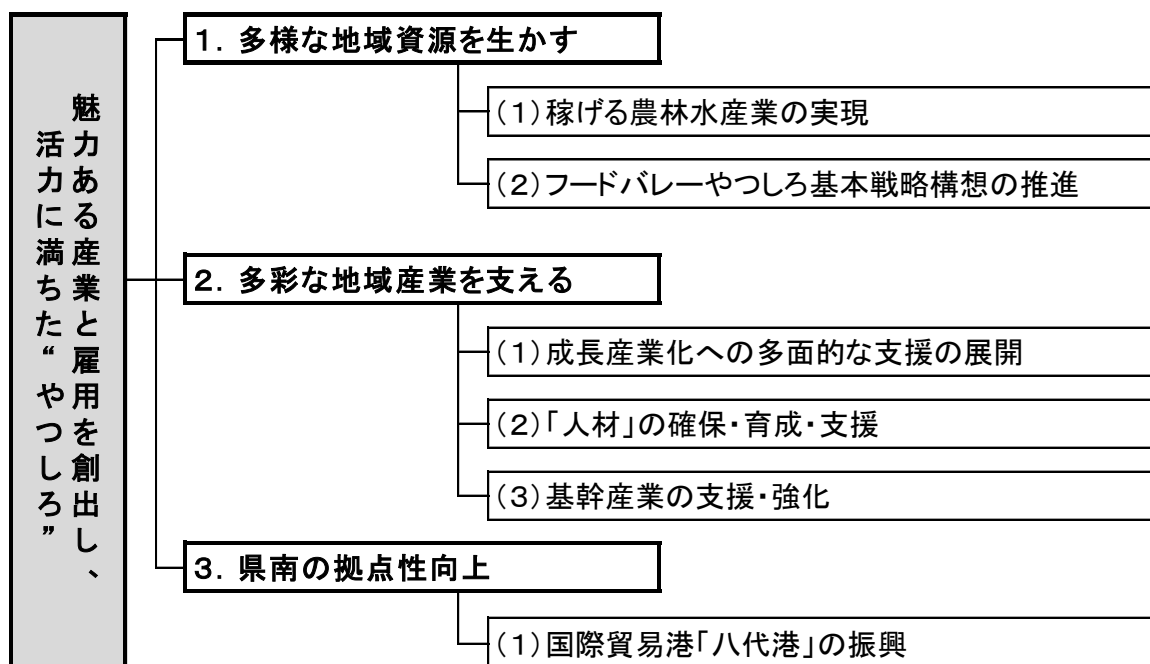 魅力ある産業と雇用を創出し、
活力に満ちた“やつしろ”
１．多様な地域資源を生かす
（１）稼げる農林水産業の実現
（２）フードバレーやつしろ基本戦略構想の推進
２．多彩な地域産業を支える
（１）成長産業化への多面的な支援の展開
（２）「人材」の確保・育成・支援
（３）基幹産業の支援・強化
３．県南の拠点性向上
（１）国際貿易港「八代港」の振興